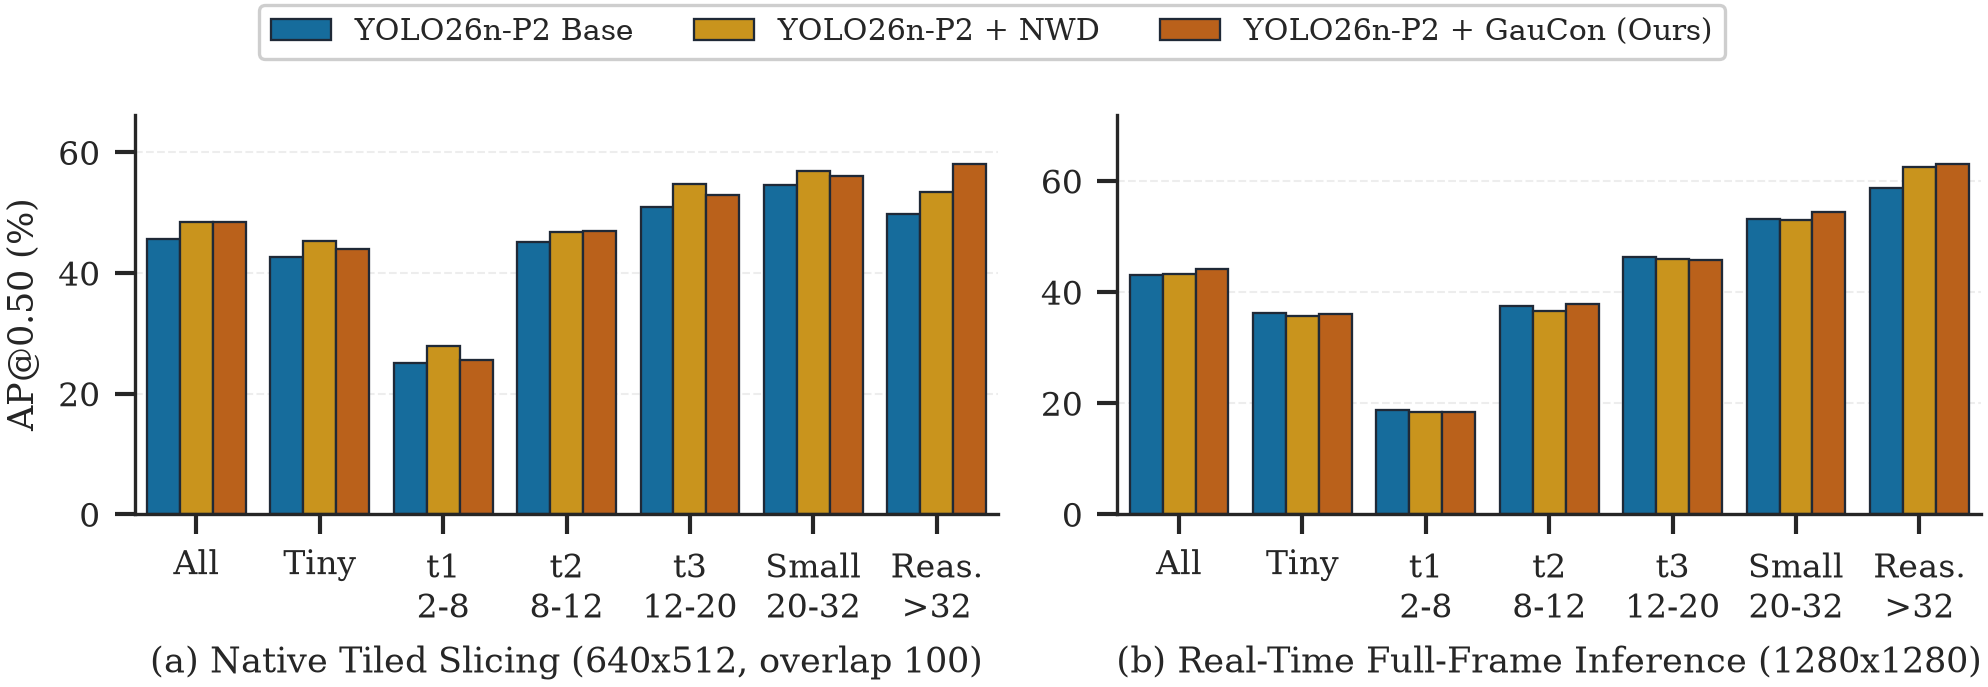 YOLO26n-P2 Base YOLO26n-P2 + NWD YOLO26n-P2 + GauCon (Ours)
AP@0.50 (%)
60
40
20
0
All Tiny t1 t2 t3 Small Reas.
2-8 8-12 12-20 20-32 >32
(a) Native Tiled Slicing (640x512, overlap 100)
60
40
20
0
All Tiny t1 t2 t3 Small Reas.
2-8 8-12 12-20 20-32 >32
(b) Real-Time Full-Frame Inference (1280x1280)